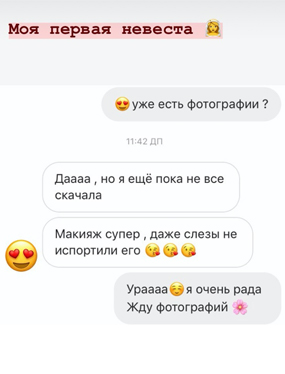 Моя первая невеста 👰
😍уже есть фотографии ?
11:42 ДП
Даааа , но я ещё пока не все
скачала
Макияж супер , даже слезы не
испортили его 😘😘😘
Ураааа☺️я очень рада
Жду фотографий 🌸